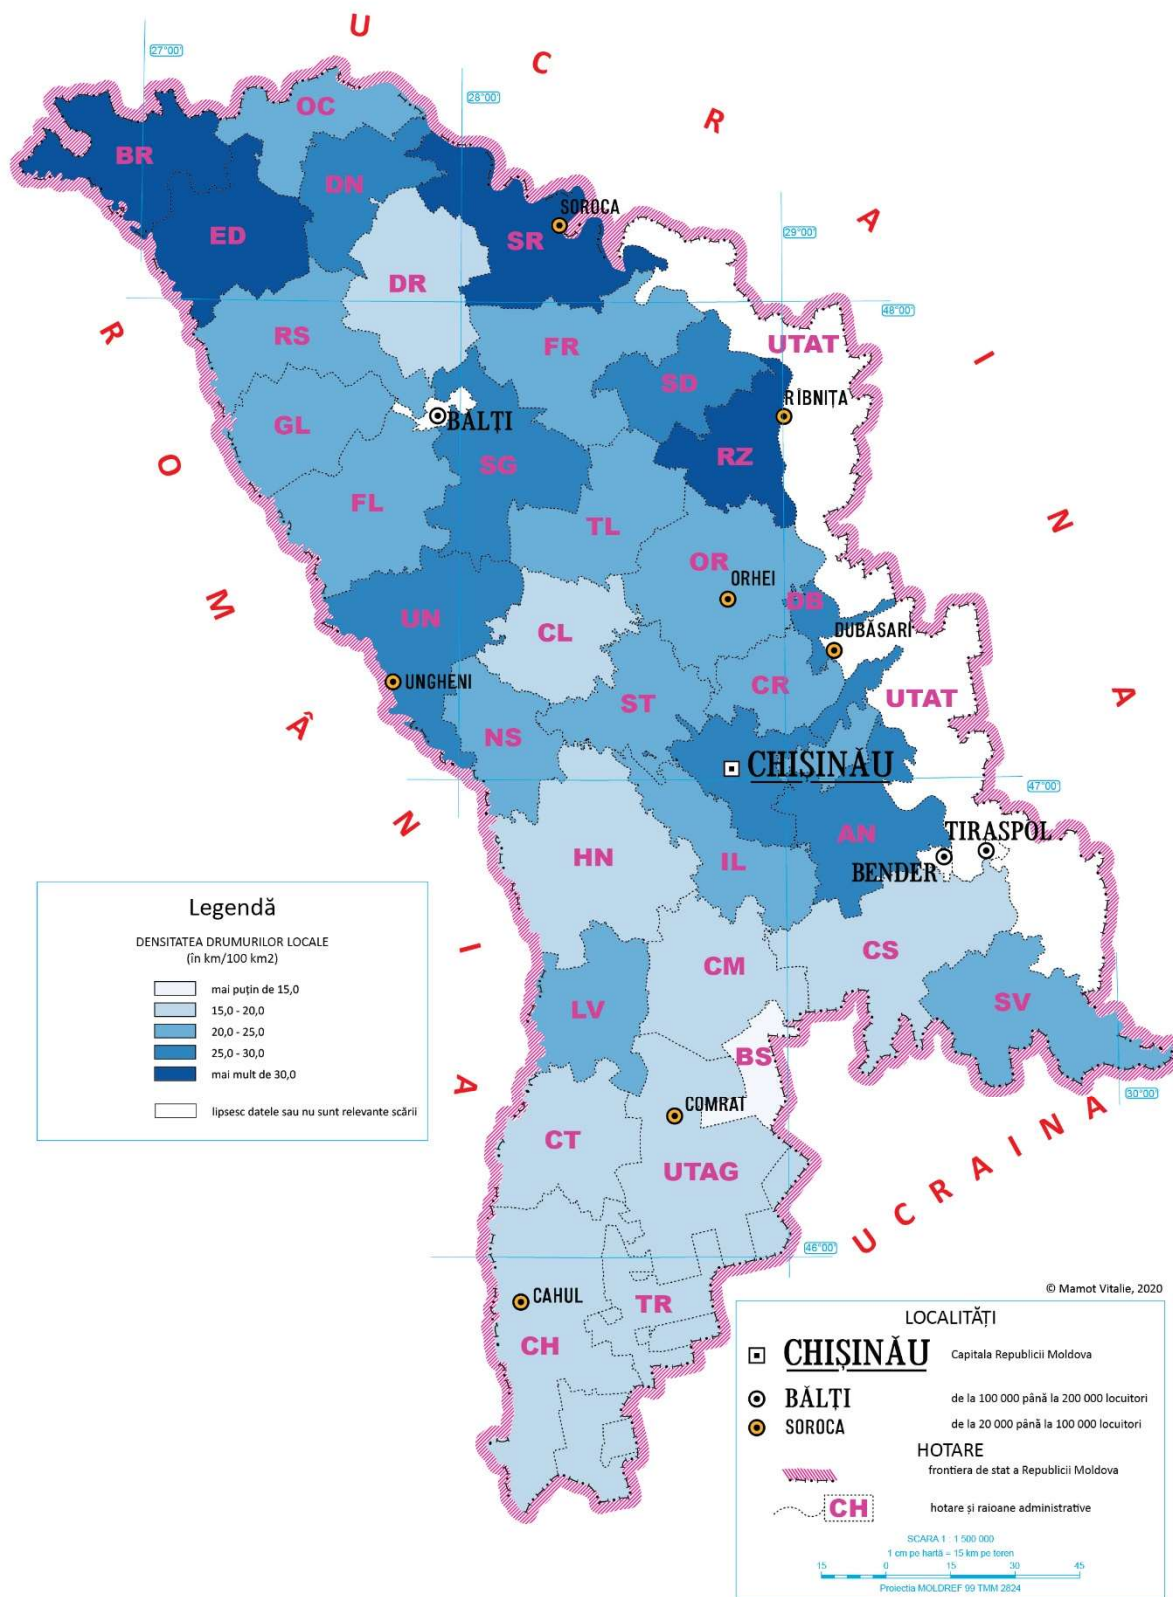 U C R A I N A
27°00'
28°00'
OC
BR
DN
SOROCA
ED
SR
29°00'
DR
48°00'
RS
FR
UTAT
SD
RÎBNIȚA
GL
BĂLȚI
RZ
SG
FL
TL
OR
ORHEI
DB
UN
CL
DUBĂSARI
UNGHENI
ST
CR
UTAT
NS
CHIȘINĂU
47°00'
HN
IL
AN
TIRASPOL
BENDER
R O M Â N I A
CM
CS
LV
SV
BS
30°00'
COMRAT
CT
UTAG
U C R A I N A
46°00'
CAHUL
TR
CH
Legendă
DENSITATEA DRUMURILOR LOCALE
(în km/100 km2)
mai puțin de 15,0
15,0 - 20,0
20,0 - 25,0
25,0 - 30,0
mai mult de 30,0
lipsesc datele sau nu sunt relevante scării
© Mamot Vitalie, 2020
LOCALITĂȚI
CHIȘINĂU Capitala Republicii Moldova
BĂLȚI de la 100 000 până la 200 000 locuitori
SOROCA de la 20 000 până la 100 000 locuitori
HOTARE
frontiera de stat a Republicii Moldova
CH hotare și raioane administrative
SCARA 1 : 1 500 000
1 cm pe hartă = 15 km pe teren
15 0 15 30 45
Proiectia MOLDREF 99 TMM 2824